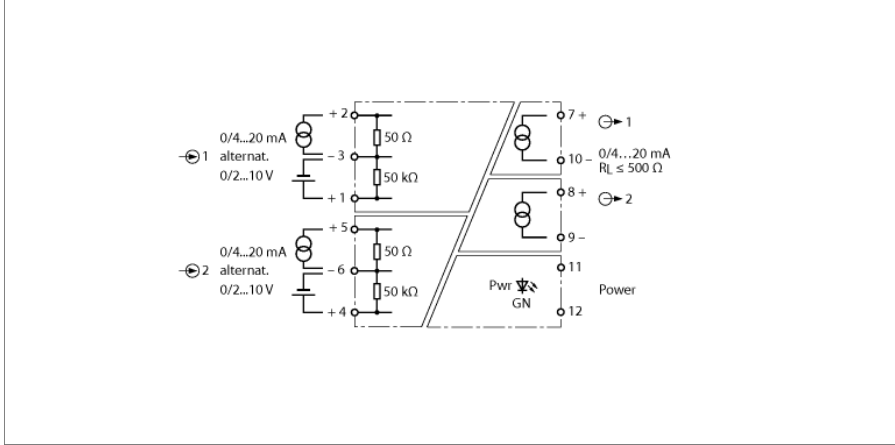 + 2
0/4...20 mA
50 Ω
1 alternat.
– 3
0/2...10 V
50 kΩ
+ 1
+ 5
0/4...20 mA
50 Ω
2 alternat.
– 6
0/2...10 V
50 kΩ
+ 4
7 +
1
10 –
0/4...20 mA
RL ≤ 500 Ω
8 +
2
9 –
11
Pwr
GN
Power
12